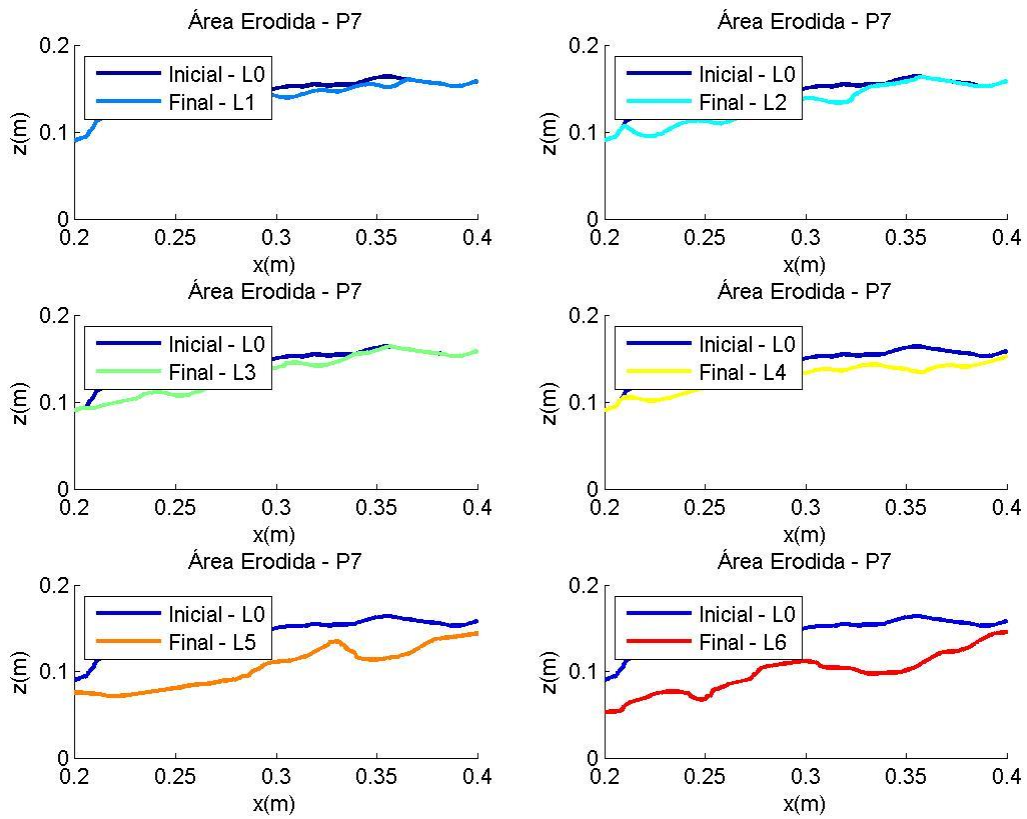 Área Erodida - P7
0.2
0.1
0
z(m)
Inicial - L0
Final - L1
0.2 0.25 0.3 0.35 0.4
x(m)
Área Erodida - P7
0.2
0.1
0
z(m)
Inicial - L0
Final - L2
0.2 0.25 0.3 0.35 0.4
x(m)
Área Erodida - P7
0.2
0.1
0
z(m)
Inicial - L0
Final - L3
0.2 0.25 0.3 0.35 0.4
x(m)
Área Erodida - P7
0.2
0.1
0
z(m)
Inicial - L0
Final - L4
0.2 0.25 0.3 0.35 0.4
x(m)
Área Erodida - P7
0.2
0.1
0
z(m)
Inicial - L0
Final - L5
0.2 0.25 0.3 0.35 0.4
x(m)
Área Erodida - P7
0.2
0.1
0
z(m)
Inicial - L0
Final - L6
0.2 0.25 0.3 0.35 0.4
x(m)